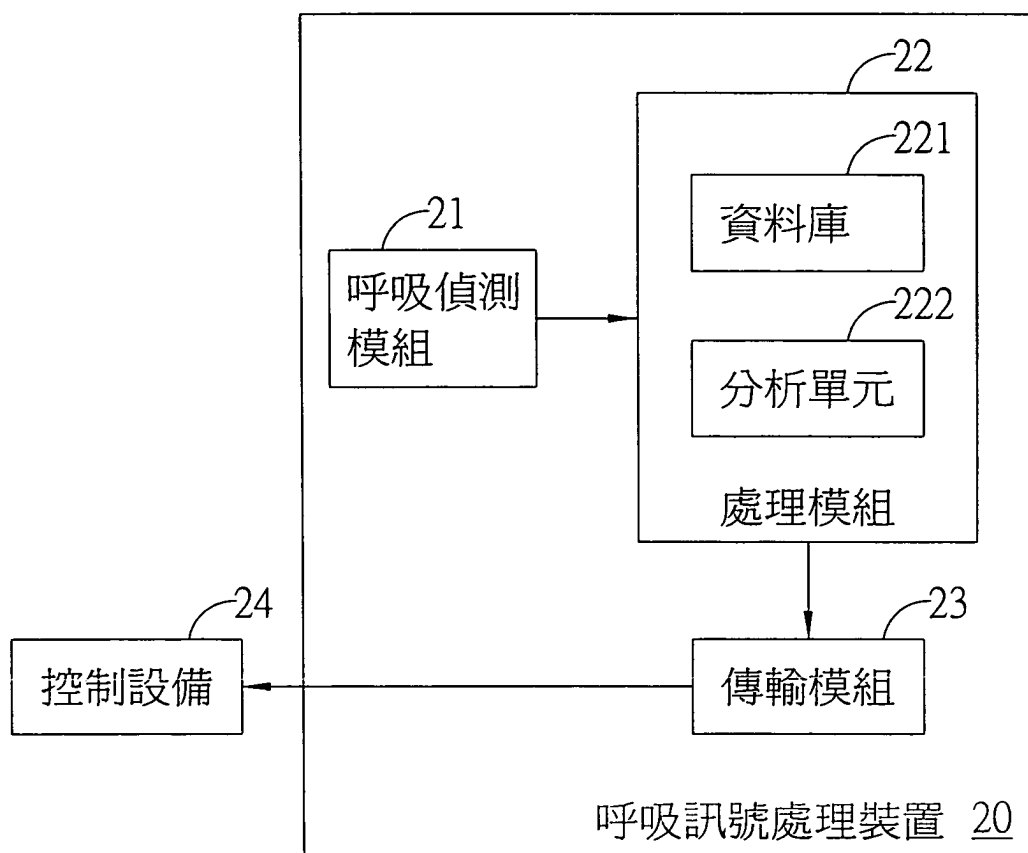 22
221
資料庫
21
呼吸偵測
模組
222
分析單元
處理模組
24
控制設備
23
傳輸模組
呼吸訊號處理裝置 20